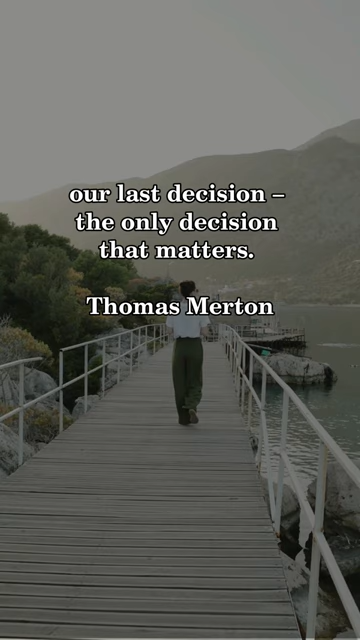 our last decision –
the only decision
that matters.
Thomas Merton